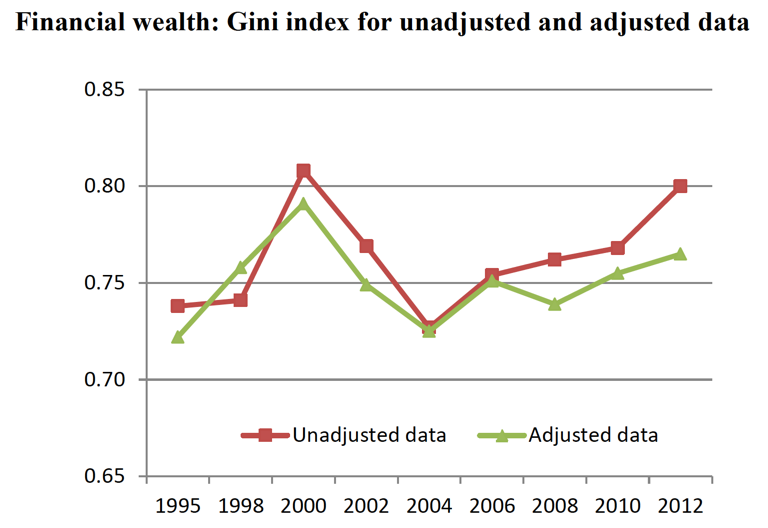 Financial wealth: Gini index for unadjusted and adjusted data
0.85
0.80
0.75
0.70
0.65
Unadjusted data Adjusted data
1995 1998 2000 2002 2004 2006 2008 2010 2012